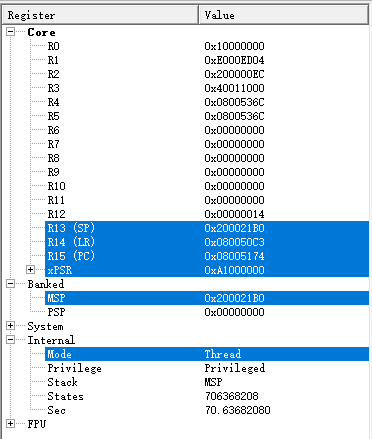 Register Value
Core
R0 0x10000000
R1 0xE000ED04
R2 0x200000EC
R3 0x40011000
R4 0x0800536C
R5 0x0800536C
R6 0x00000000
R7 0x00000000
R8 0x00000000
R9 0x00000000
R10 0x00000000
R11 0x00000000
R12 0x00000014
R13 (SP) 0x200021B0
R14 (LR) 0x080050C3
R15 (PC) 0x08005174
xPSR 0xA1000000
Banked
MSP 0x200021B0
PSP 0x00000000
System
Internal
Mode Thread
Privilege Privileged
Stack MSP
States 706368208
Sec 70.63682080
FPU